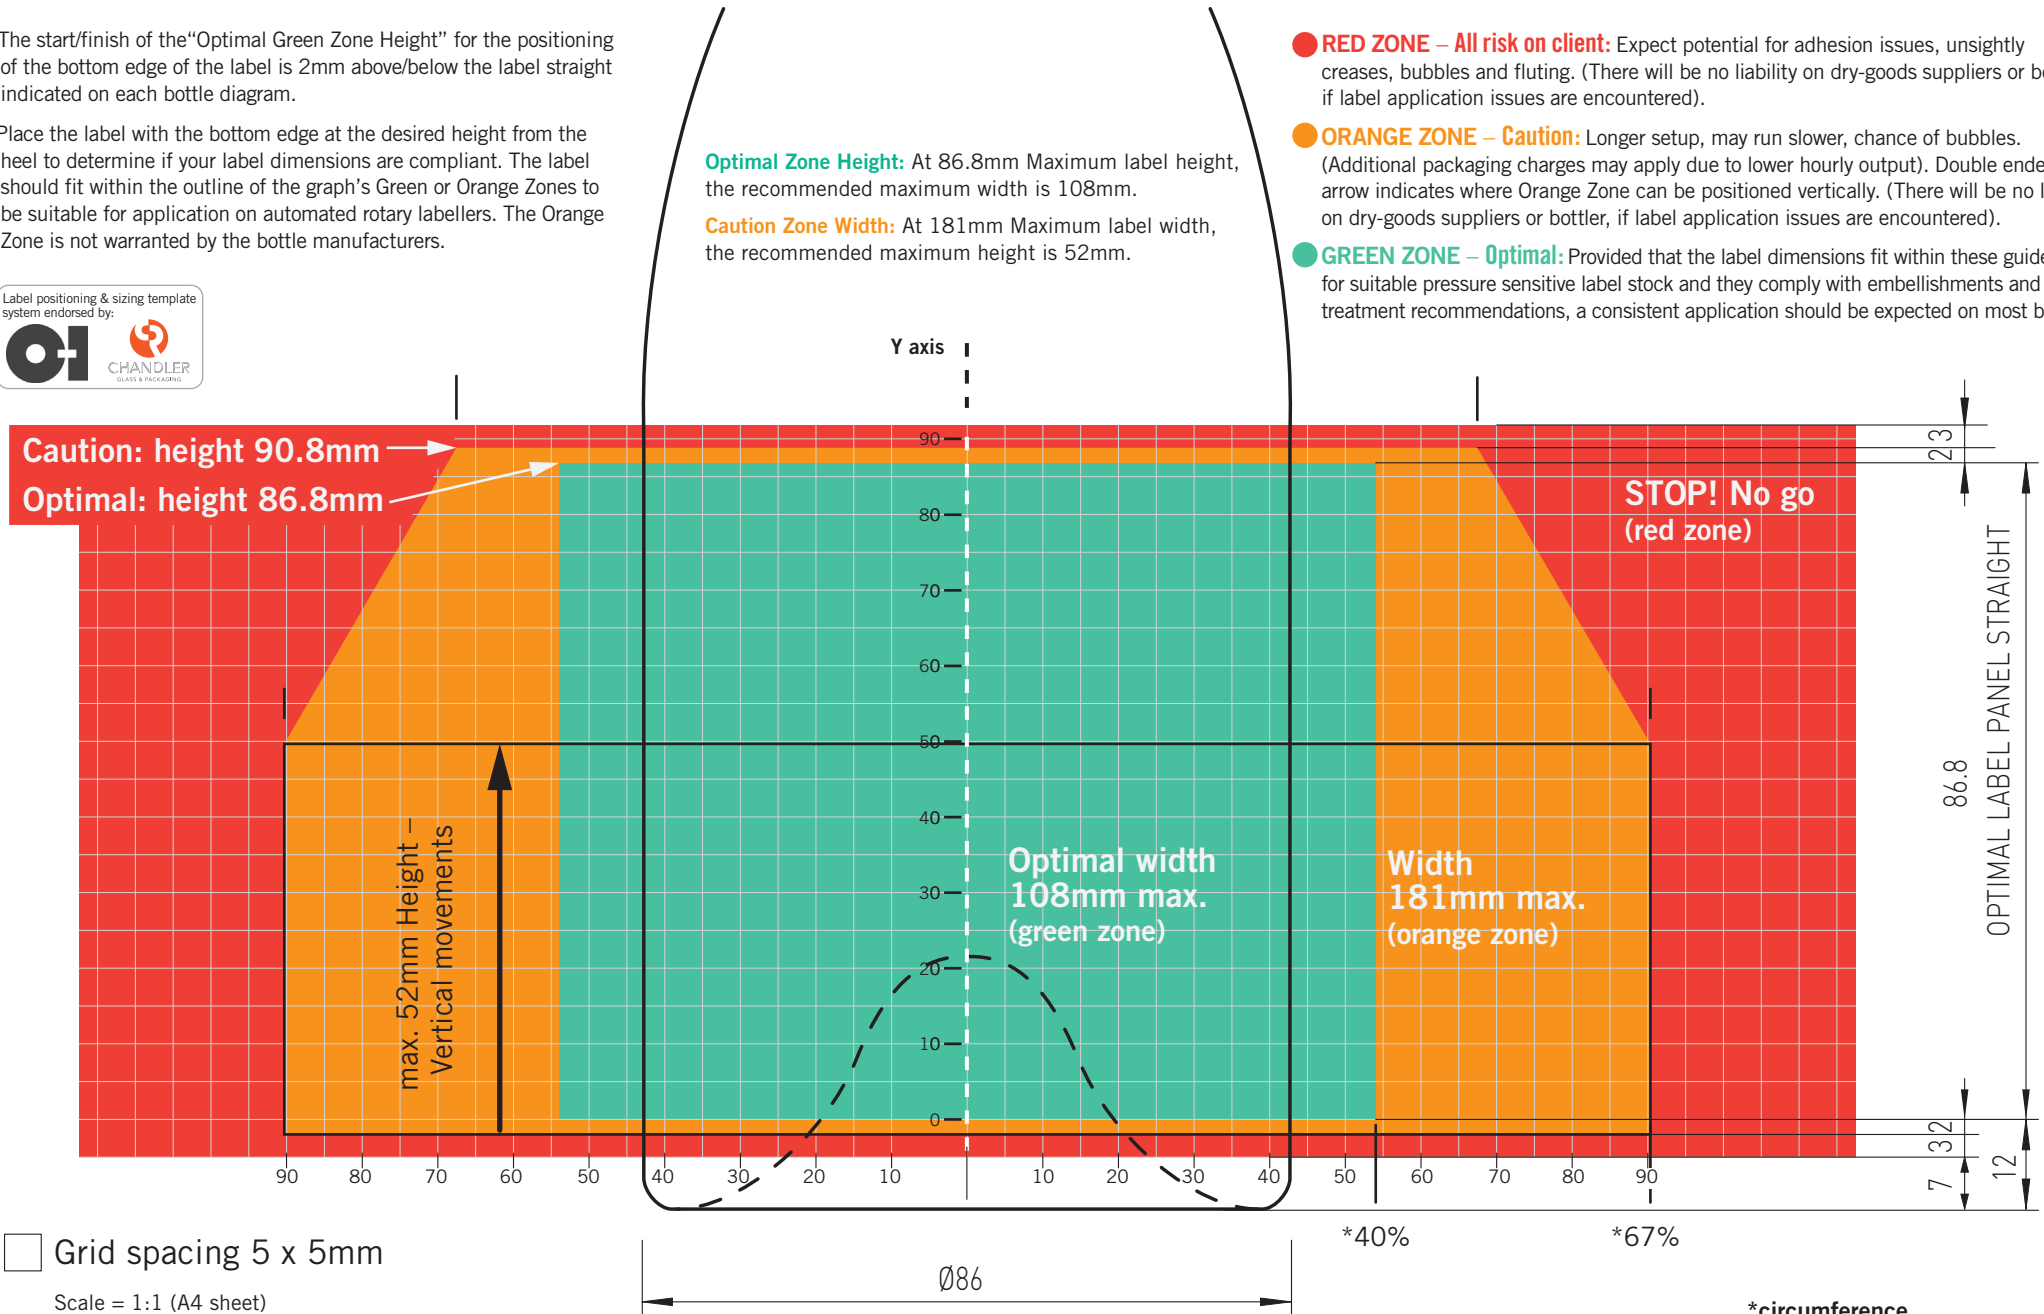 The start/finish of the“Optimal Green Zone Height” for the positioning
of the bottom edge of the label is 2mm above/below the label straight
indicated on each bottle diagram.
Place the label with the bottom edge at the desired height from the
heel to determine if your label dimensions are compliant. The label
should fit within the outline of the graph’s Green or Orange Zones to
be suitable for application on automated rotary labellers. The Orange
Zone is not warranted by the bottle manufacturers.
Label positioning & sizing template
system endorsed by:
CHANDLER
GLASS & PACKAGING
Optimal Zone Height: At 86.8mm Maximum label height,
the recommended maximum width is 108mm.
Caution Zone Width: At 181mm Maximum label width,
the recommended maximum height is 52mm.
RED ZONE – All risk on client: Expect potential for adhesion issues, unsightly
creases, bubbles and fluting. (There will be no liability on dry-goods suppliers or
if label application issues are encountered).
ORANGE ZONE – Caution: Longer setup, may run slower, chance of bubbles.
(Additional packaging charges may apply due to lower hourly output). Double
arrow indicates where Orange Zone can be positioned vertically. (There will be no
on dry-goods suppliers or bottler, if label application issues are encountered).
GREEN ZONE – Optimal: Provided that the label dimensions fit within these
for suitable pressure sensitive label stock and they comply with embellishments and
treatment recommendations, a consistent application should be expected on most
Y axis
Caution: height 90.8mm
Optimal: height 86.8mm
STOP! No go
(red zone)
90
80
70
60
50
40
30
20
10
0
max. 52mm Height –
Vertical movements
Optimal width
108mm max.
(green zone)
Width
181mm max.
(orange zone)
3
2
86.8
OPTIMAL LABEL PANEL STRAIGHT
2
3
7
12
90 80 70 60 50 40 30 20 10 10 20 30 40 50 60 70 80 90
*40% *67%
Grid spacing 5 x 5mm
Scale = 1:1 (A4 sheet)
Ø86
*circumference